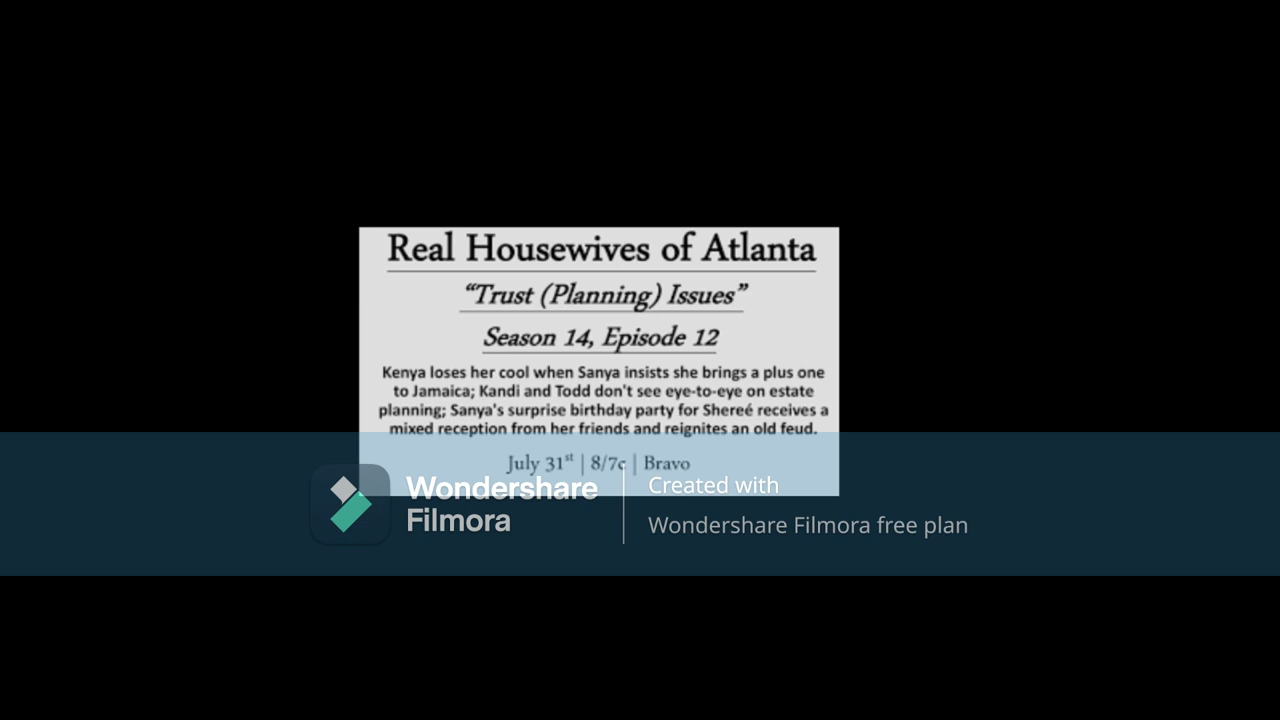 Real Housewives of Atlanta
“Trust (Planning) Issues”
Season 14, Episode 12
Kenya loses her cool when Sanya insists she brings a plus one
to Jamaica; Kandi and Todd don't see eye-to-eye on estate
planning; Sanya's surprise birthday party for Shereé receives a
mixed reception from her friends and reignites an old feud.
July 31st | 8/7c | Bravo
Wondershare
Filmora
Created with
Wondershare Filmora free plan